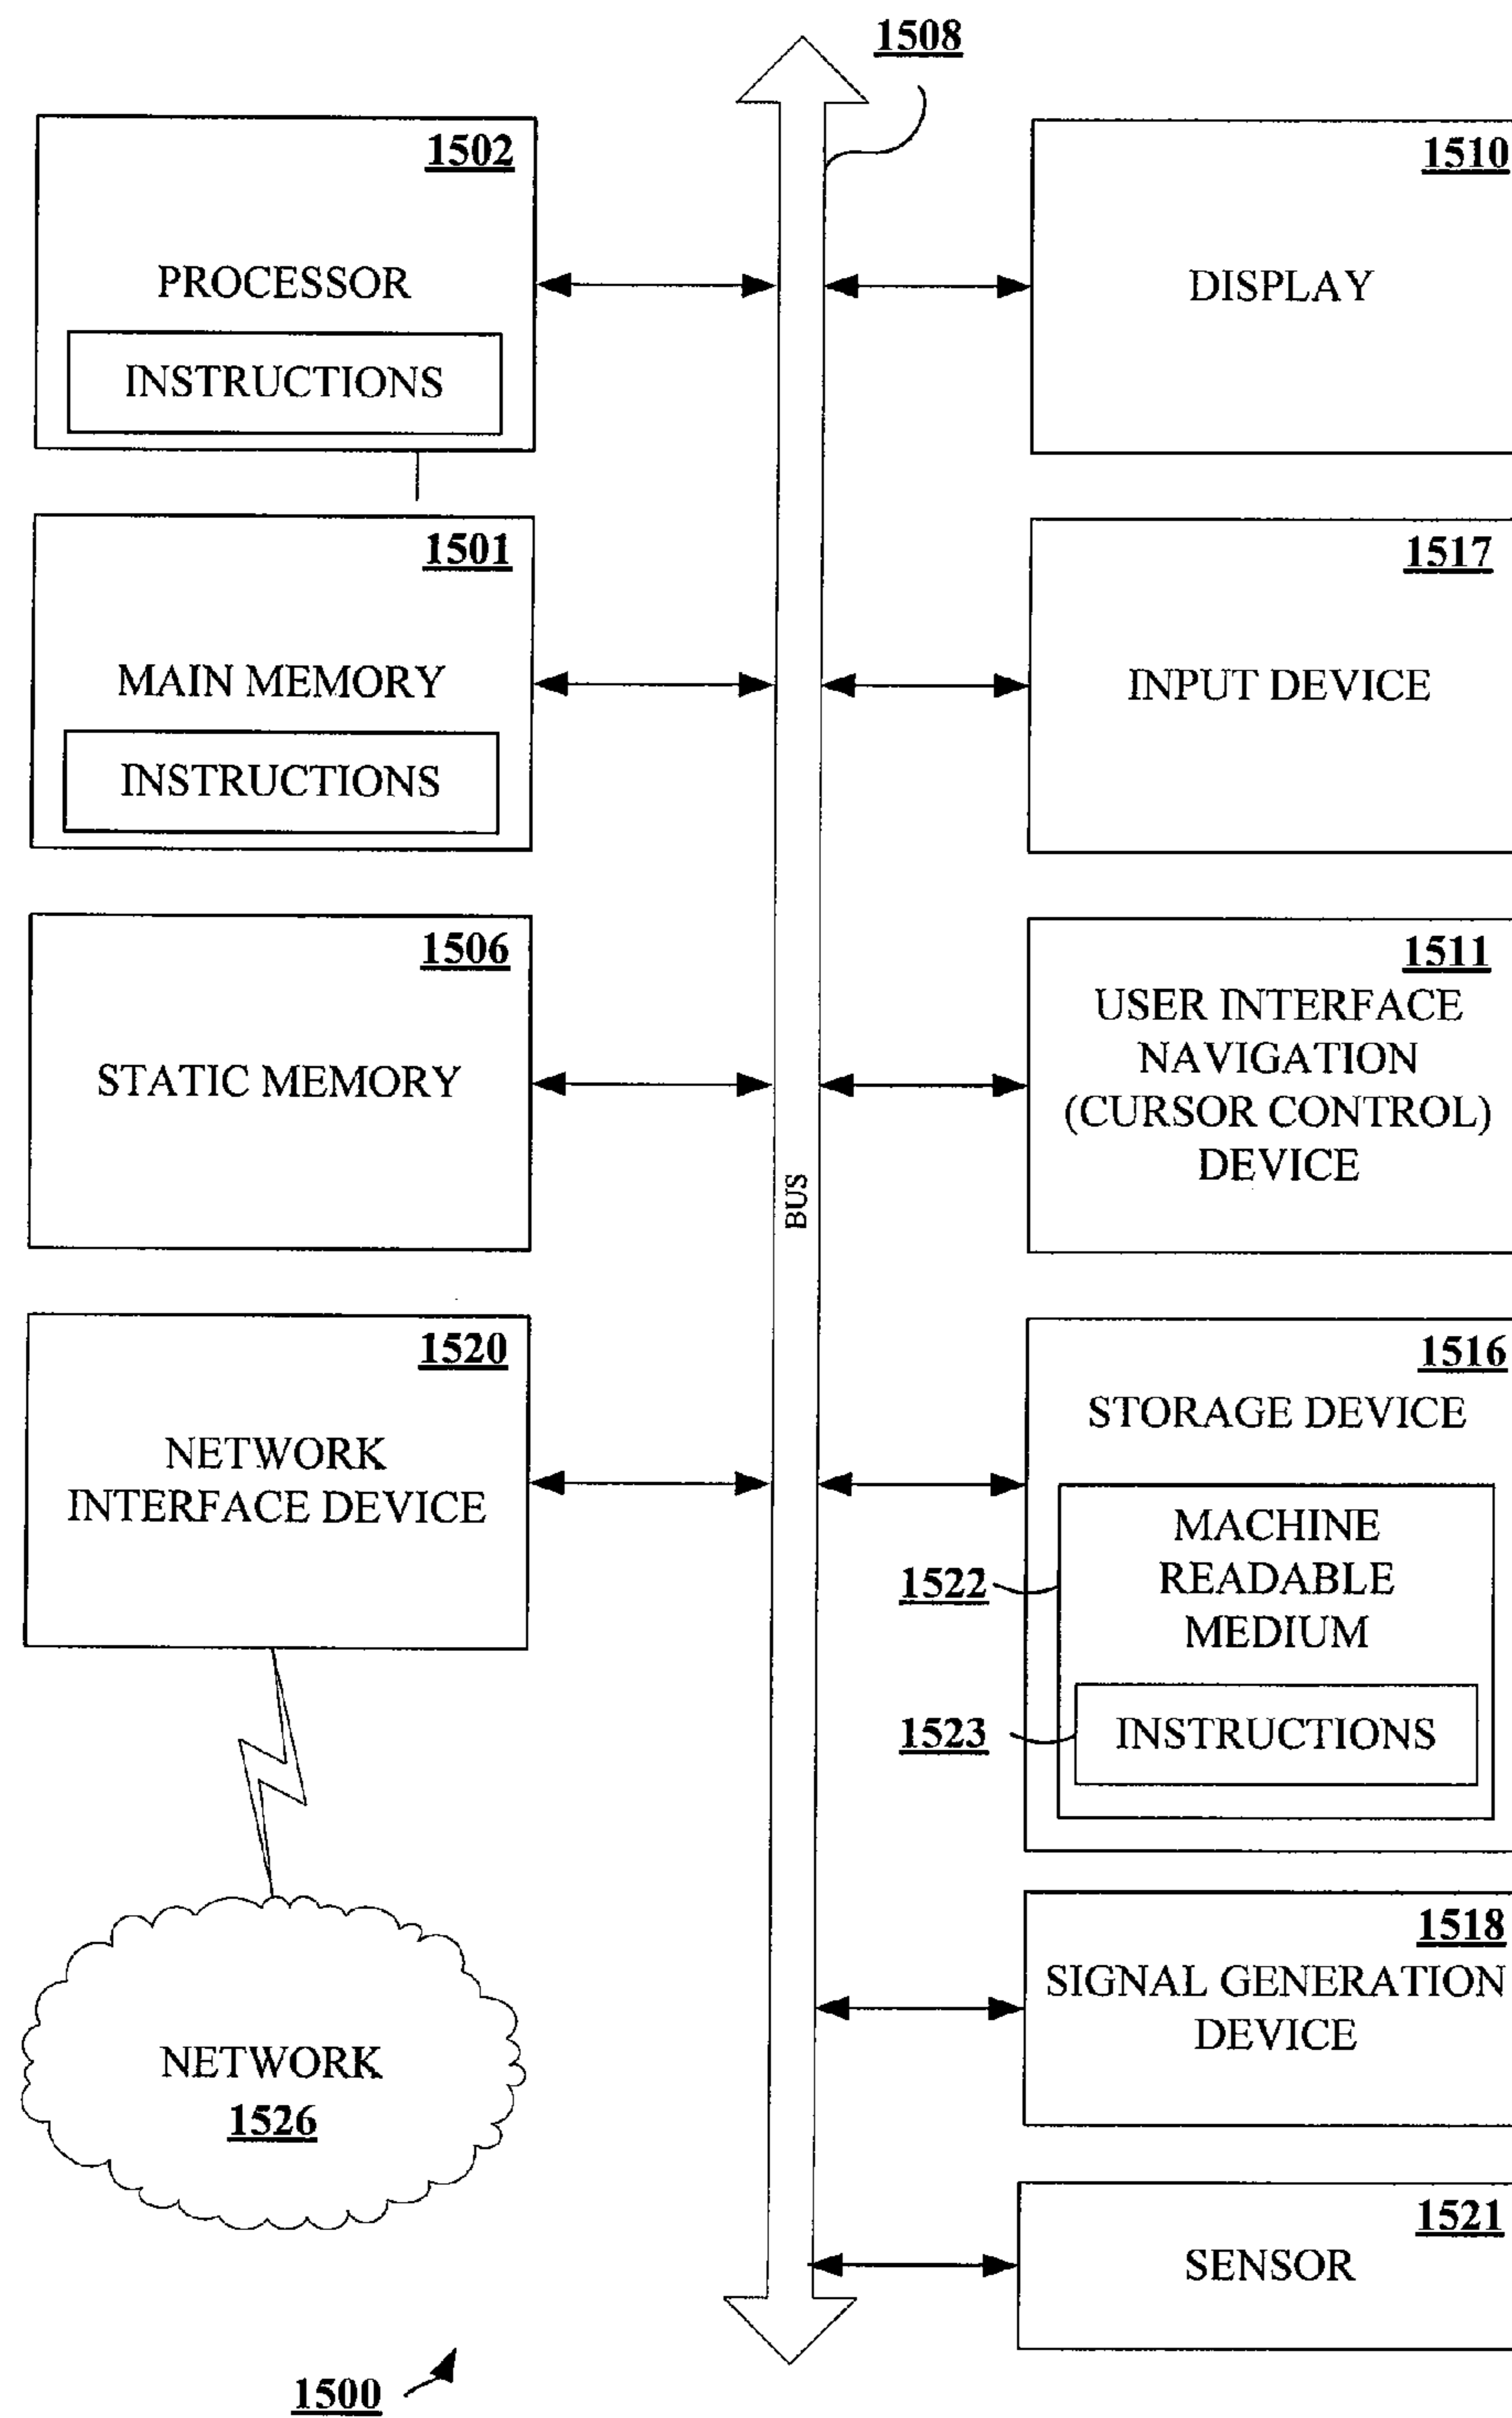 1508
1502
PROCESSOR
INSTRUCTIONS
1510
DISPLAY
1501
MAIN MEMORY
INSTRUCTIONS
1517
INPUT DEVICE
1506
STATIC MEMORY
1511
USER INTERFACE
NAVIGATION
(CURSOR CONTROL)
DEVICE
BUS
1520
NETWORK
INTERFACE DEVICE
1516
STORAGE DEVICE
MACHINE
READABLE
MEDIUM
1522
INSTRUCTIONS
1523
1518
SIGNAL GENERATION
DEVICE
NETWORK
1526
1521
SENSOR
1500